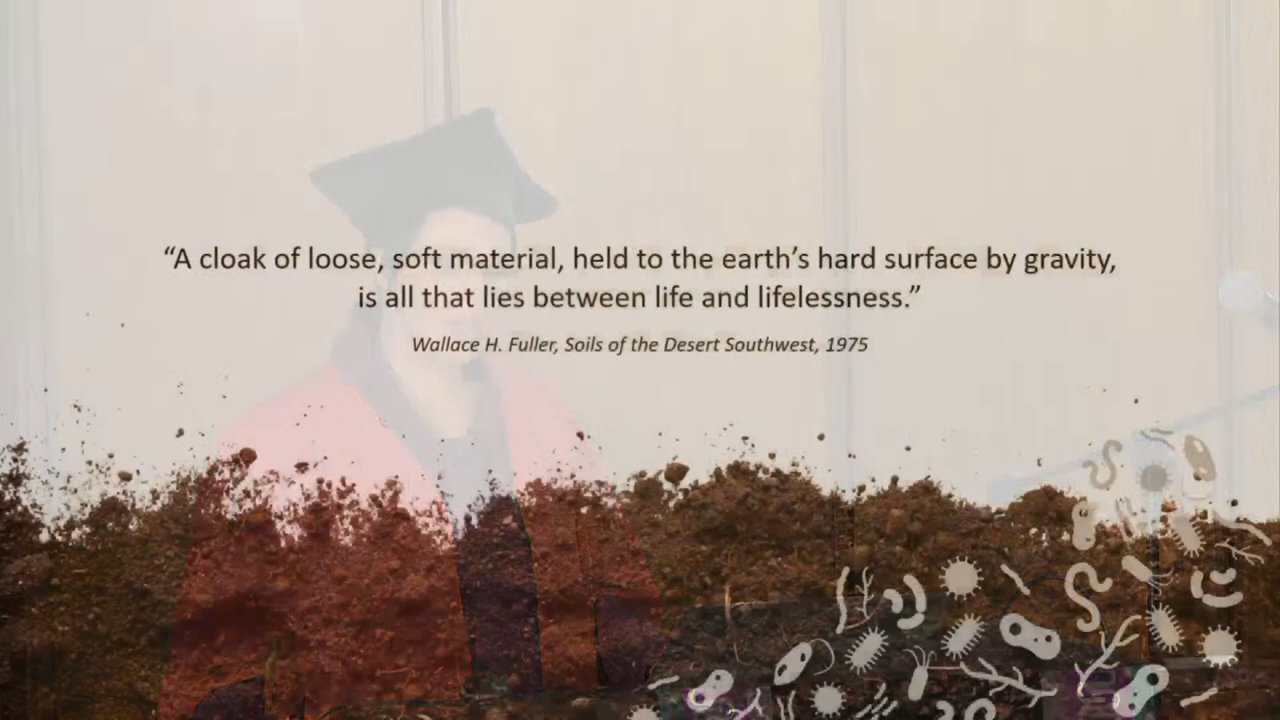 “A cloak of loose, soft material, held to the earth’s hard surface by gravity,
is all that lies between life and lifelessness.”
Wallace H. Fuller, Soils of the Desert Southwest, 1975